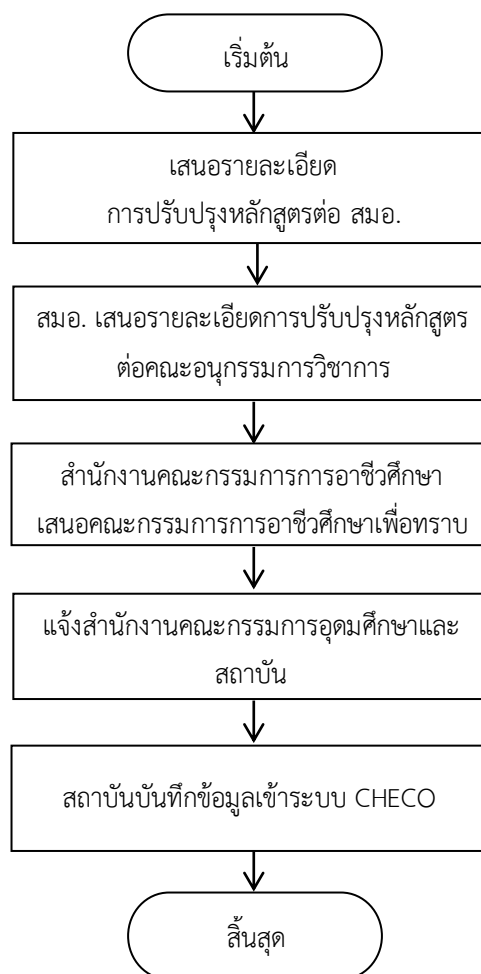 เริ่มต้น
เสนอรายละเอียด
การปรับปรุงหลักสูตรต่อ สมอ.
สมอ. เสนอรายละเอียดการปรับปรุงหลักสูตร
ต่อคณะอนุกรรมการวิชาการ
สำนักงานคณะกรรมการการอาชีวศึกษา
เสนอคณะกรรมการการอาชีวศึกษาเพื่อทราบ
แจ้งสำนักงานคณะกรรมการอุดมศึกษาและ
สถาบัน
สถาบันบันทึกข้อมูลเข้าระบบ CHECO
สิ้นสุด